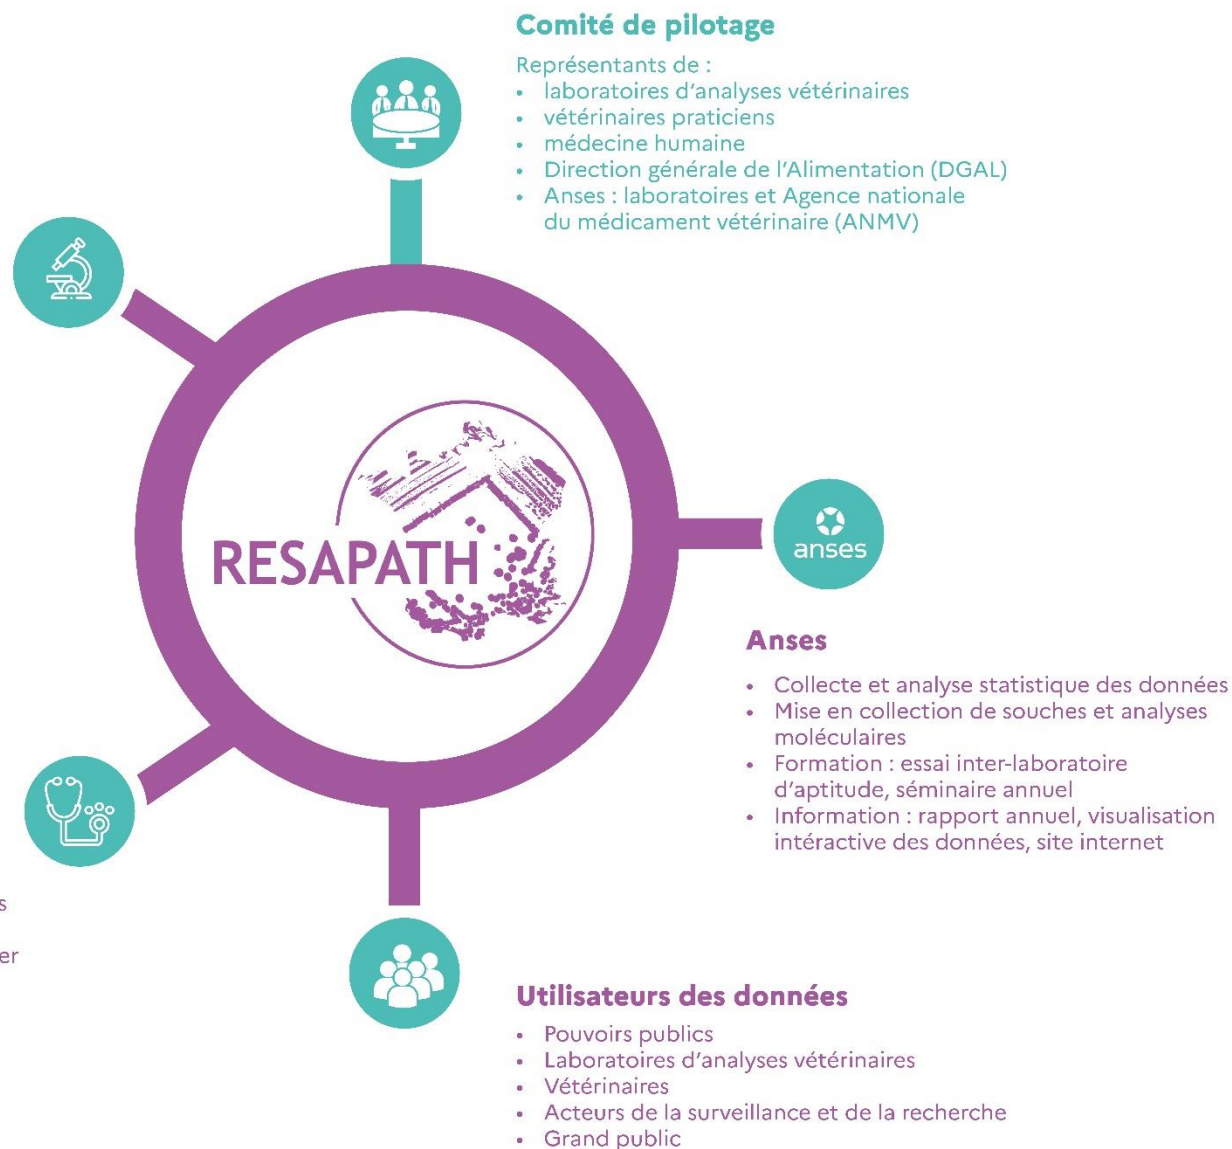 Comité de pilotage
Représentants de :
• laboratoires d'analyses vétérinaires
• vétérinaires praticiens
• médecine humaine
• Direction générale de l'Alimentation (DGAL)
• Anses : laboratoires et Agence nationale
du médicament vétérinaire (ANMV)
RESAPATH
anses
Anses
• Collecte et analyse statistique des données
• Mise en collection de souches et analyses
moléculaires
• Formation : essai inter-laboratoire
d'aptitude, séminaire annuel
• Information : rapport annuel, visualisation
intéractive des données, site internet
s
er
Utilisateurs des données
• Pouvoirs publics
• Laboratoires d'analyses vétérinaires
• Vétérinaires
• Acteurs de la surveillance et de la recherche
• Grand public